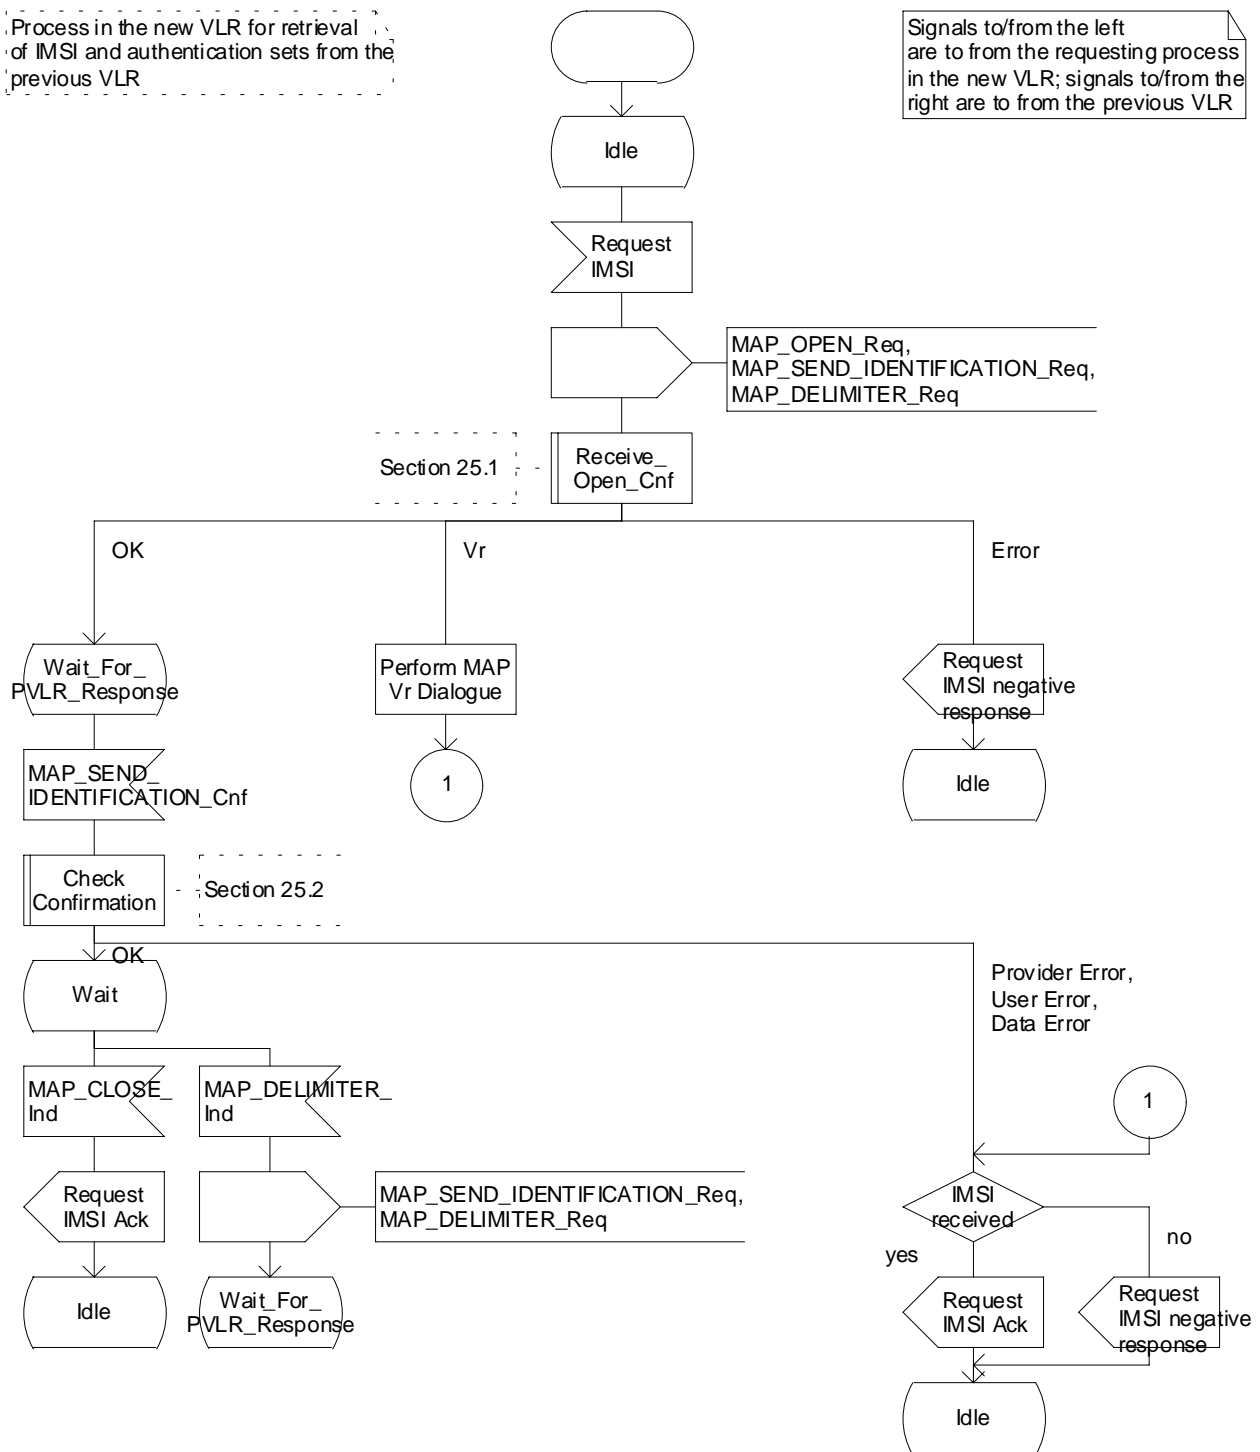 Process in the new VLR for retrieval
of IMSI and authentication sets from the
previous VLR
Signals to/from the left
are to from the requesting process
in the new VLR; signals to/from the
right are to from the previous VLR
Idle
Request
IMSI
MAP_OPEN_Req,
MAP_SEND_IDENTIFICATION_Req,
MAP_DELIMITER_Req
Section 25.1
Receive_
Open_Cnf
OK
Vr
Error
Wait_For_
PVLR_Response
Perform MAP
Vr Dialogue
Request
IMSI negative
response
MAP_SEND_
IDENTIFICATION_Cnf
1
Idle
Check
Confirmation
Section 25.2
OK
Wait
Provider Error,
User Error,
Data Error
MAP_CLOSE_
Ind
MAP_DELIMITER_
Ind
1
Request
IMSI Ack
MAP_SEND_IDENTIFICATION_Req,
MAP_DELIMITER_Req
IMSI
received
yes
no
Idle
Wait_For_
PVLR_Response
Request
IMSI Ack
Request
IMSI negative
response
Idle